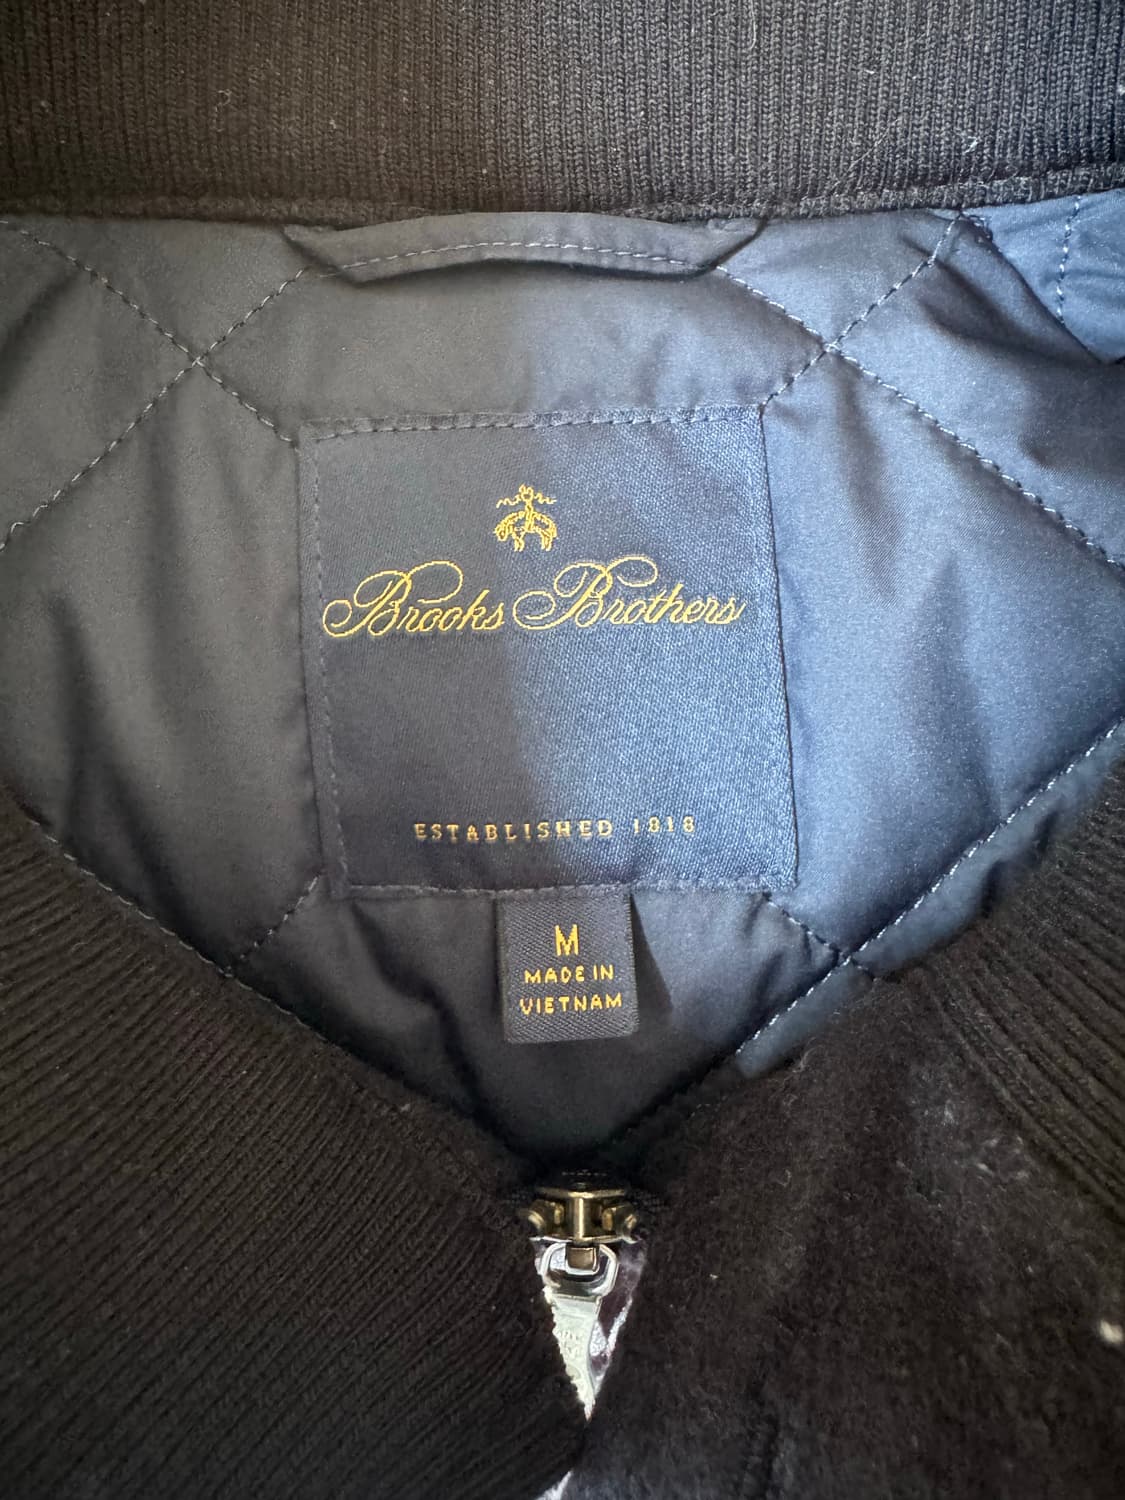 Brooks Brothers
ESTABLISHED 1818
M
MADE IN
VIETNAM